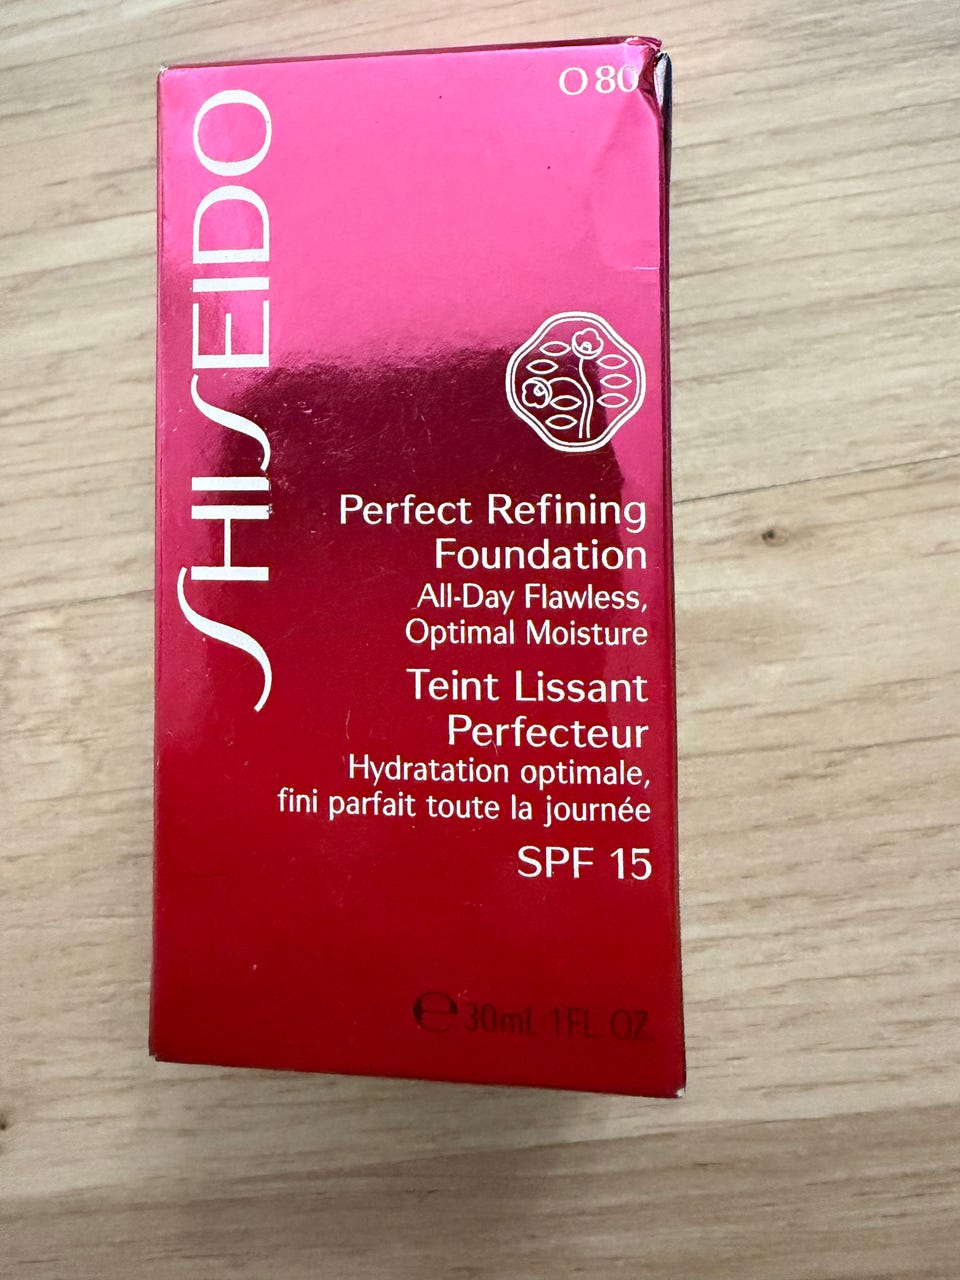 O 80
SHISEIDO
Perfect Refining
Foundation
All-Day Flawless,
Optimal Moisture
Teint Lissant
Perfecteur
Hydratation optimale,
fini parfait toute la journée
SPF 15
℮ 30mL 1FL. OZ.